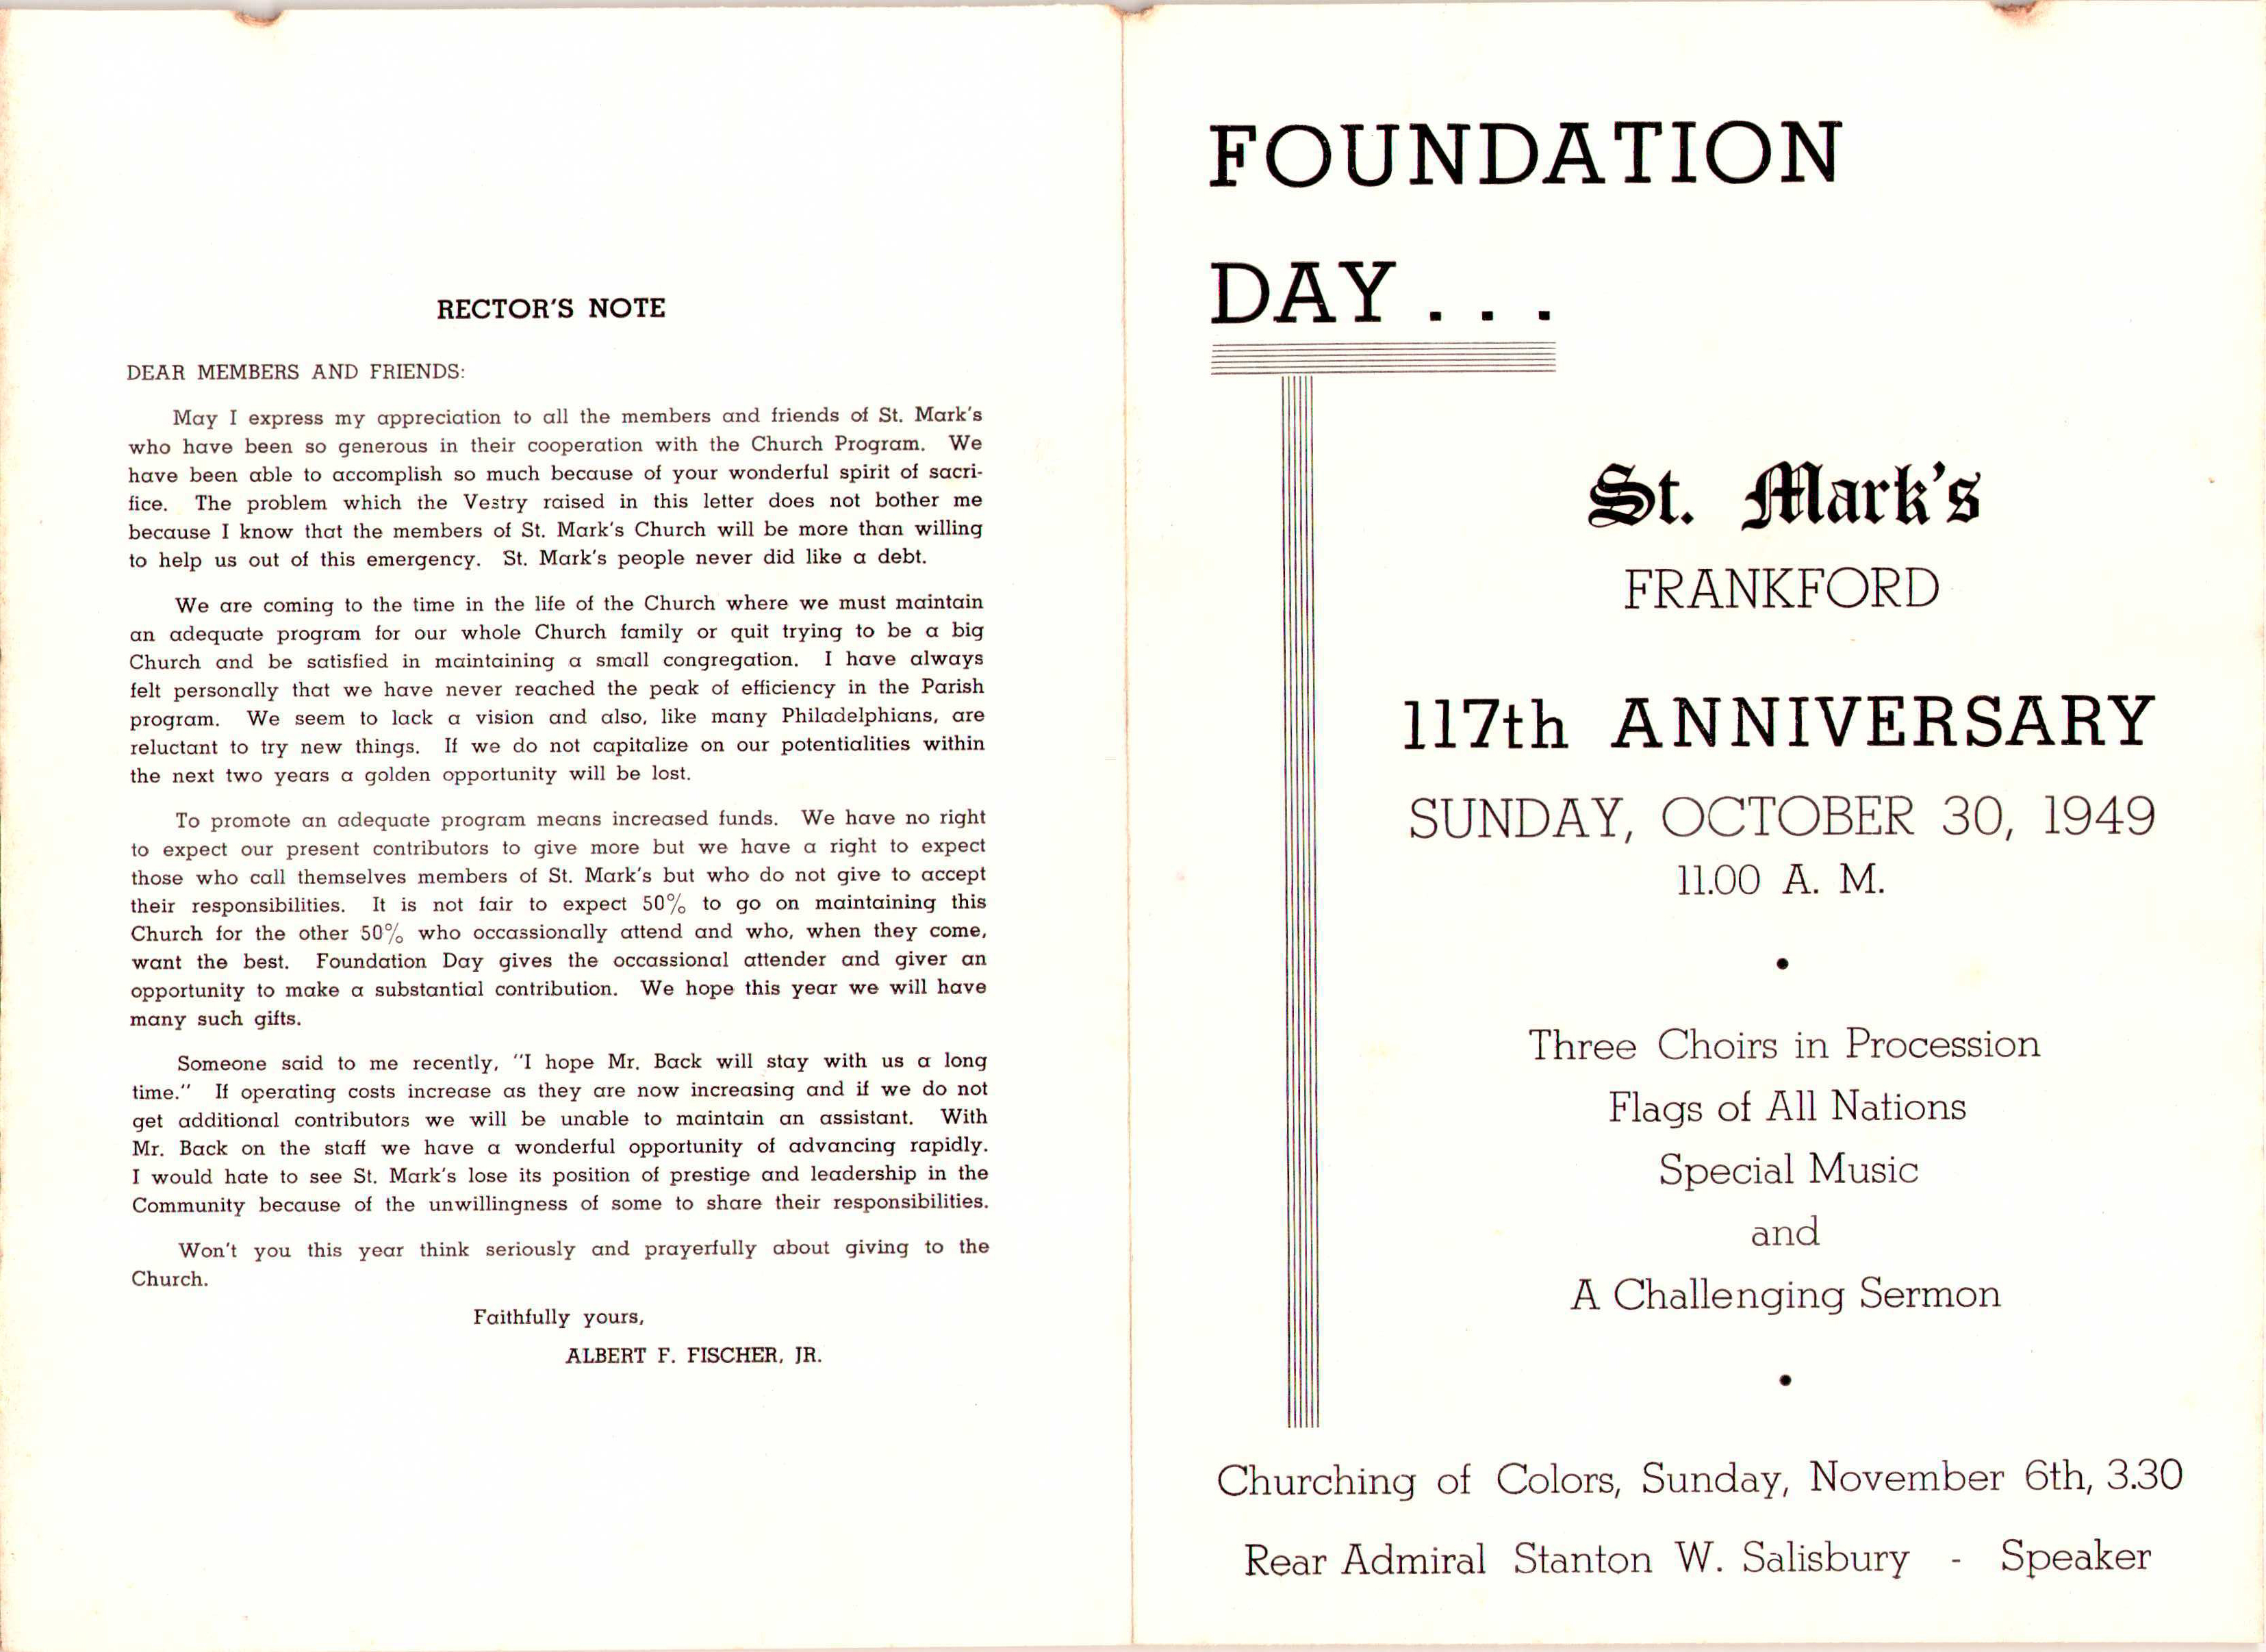 RECTOR'S NOTE
DEAR MEMBERS AND FRIENDS:
May I express my appreciation to all the members and friends of St. Mark's
who have been so generous in their cooperation with the Church Program. We
have been able to accomplish so much because of your wonderful spirit of sacri-
fice. The problem which the Vestry raised in this letter does not bother me
because I know that the members of St. Mark's Church will be more than willing
to help us out of this emergency. St. Mark's people never did like a debt.
We are coming to the time in the life of the Church where we must maintain
an adequate program for our whole Church family or quit trying to be a big
Church and be satisfied in maintaining a small congregation. I have always
felt personally that we have never reached the peak of efficiency in the Parish
program. We seem to lack a vision and also, like many Philadelphians, are
reluctant to try new things. If we do not capitalize on our potentialities within
the next two years a golden opportunity will be lost.
To promote an adequate program means increased funds. We have no right
to expect our present contributors to give more but we have a right to expect
those who call themselves members of St. Mark's but who do not give to accept
their responsibilities. It is not fair to expect 50% to go on maintaining this
Church for the other 50% who occassionally attend and who, when they come,
want the best. Foundation Day gives the occassional attender and giver an
opportunity to make a substantial contribution. We hope this year we will have
many such gifts.
Someone said to me recently, "I hope Mr. Back will stay with us a long
time." If operating costs increase as they are now increasing and if we do not
get additional contributors we will be unable to maintain an assistant. With
Mr. Back on the staff we have a wonderful opportunity of advancing rapidly.
I would hate to see St. Mark's lose its position of prestige and leadership in the
Community because of the unwillingness of some to share their responsibilities.
Won't you this year think seriously and prayerfully about giving to the
Church.
Faithfully yours,
ALBERT F. FISCHER, JR.
FOUNDATION
DAY . . .
St. Mark's
FRANKFORD
117th ANNIVERSARY
SUNDAY, OCTOBER 30, 1949
11.00 A. M.
•
Three Choirs in Procession
Flags of All Nations
Special Music
and
A Challenging Sermon
•
Churching of Colors, Sunday, November 6th, 3.30
Rear Admiral Stanton W. Salisbury - Speaker